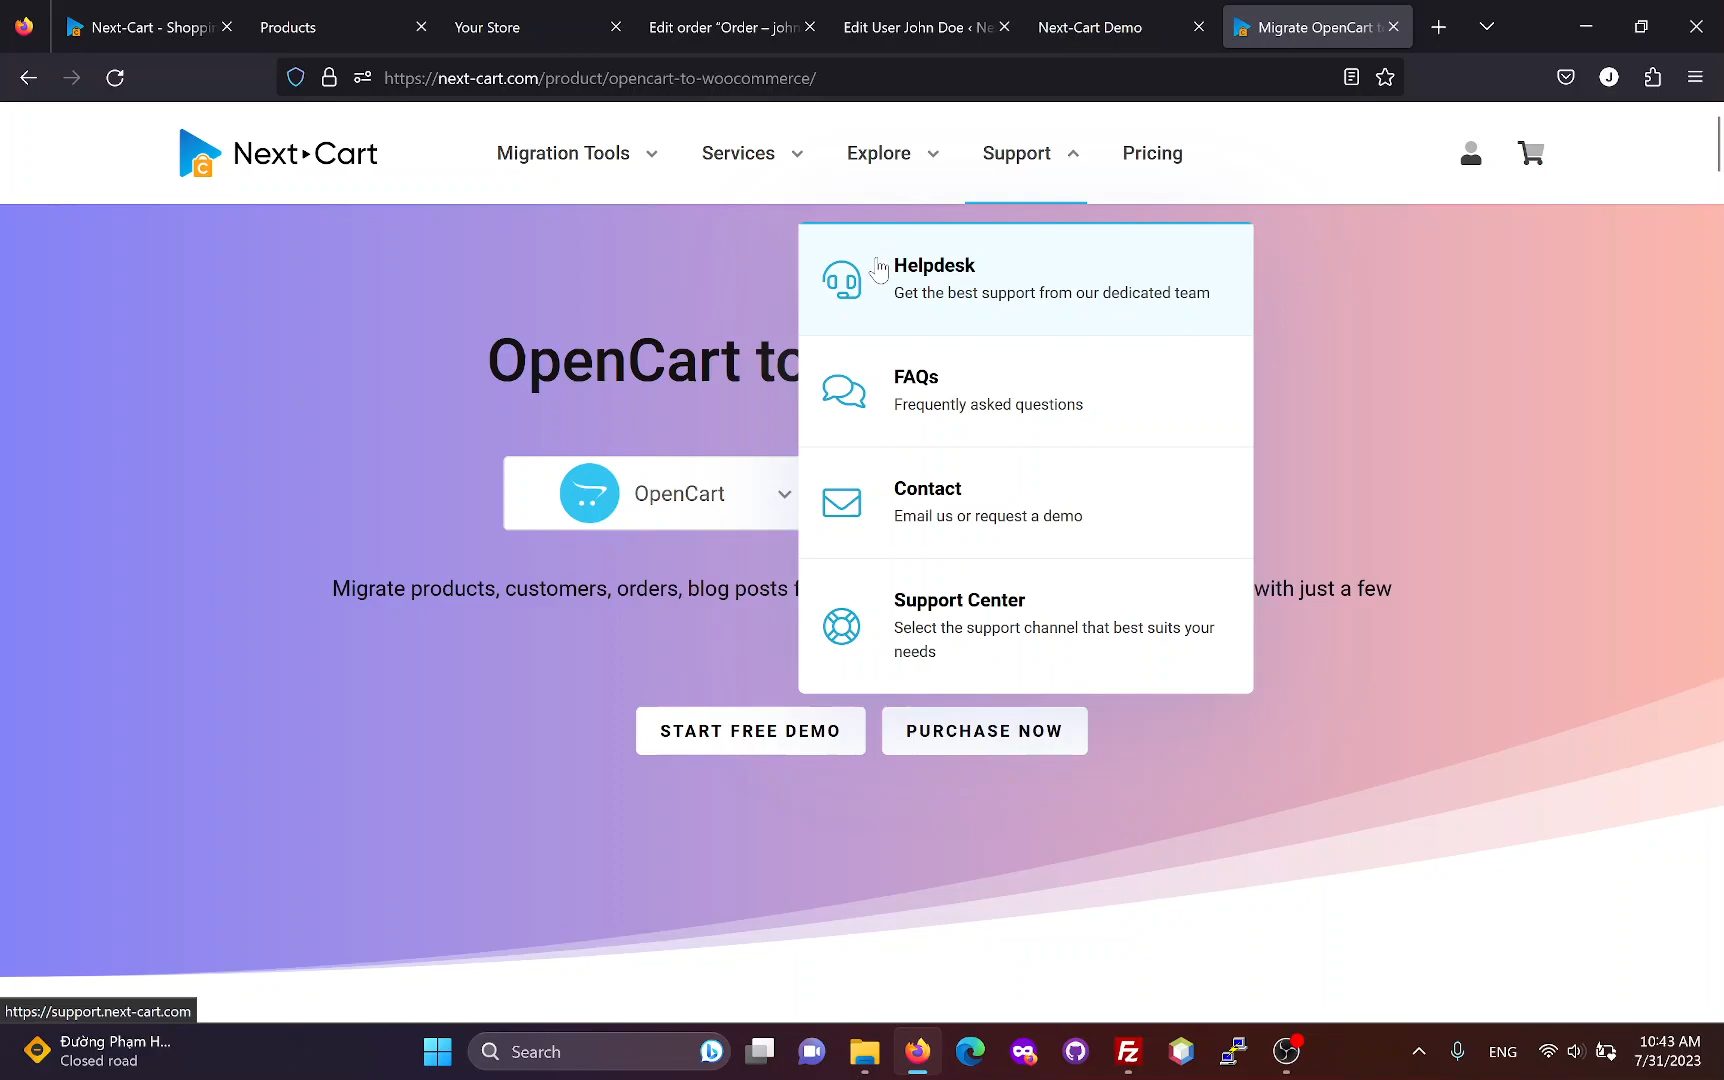 Next-Cart - Shoppin
Products
Your Store
Edit order “Order – john
Edit User John Doe ‹ Ne
Next-Cart Demo
Migrate OpenCart t
https://next-cart.com/product/opencart-to-woocommerce/
J
Next Cart
Migration Tools
Services
Explore
Support
Pricing
Helpdesk
Get the best support from our dedicated team
OpenCart to
FAQs
Frequently asked questions
OpenCart
Contact
Email us or request a demo
Migrate products, customers, orders, blog posts f
with just a few
Support Center
Select the support channel that best suits your
needs
START FREE DEMO
PURCHASE NOW
https://support.next-cart.com
Đường Phạm H...
Closed road
Search
ENG
10:43 AM
7/31/2023